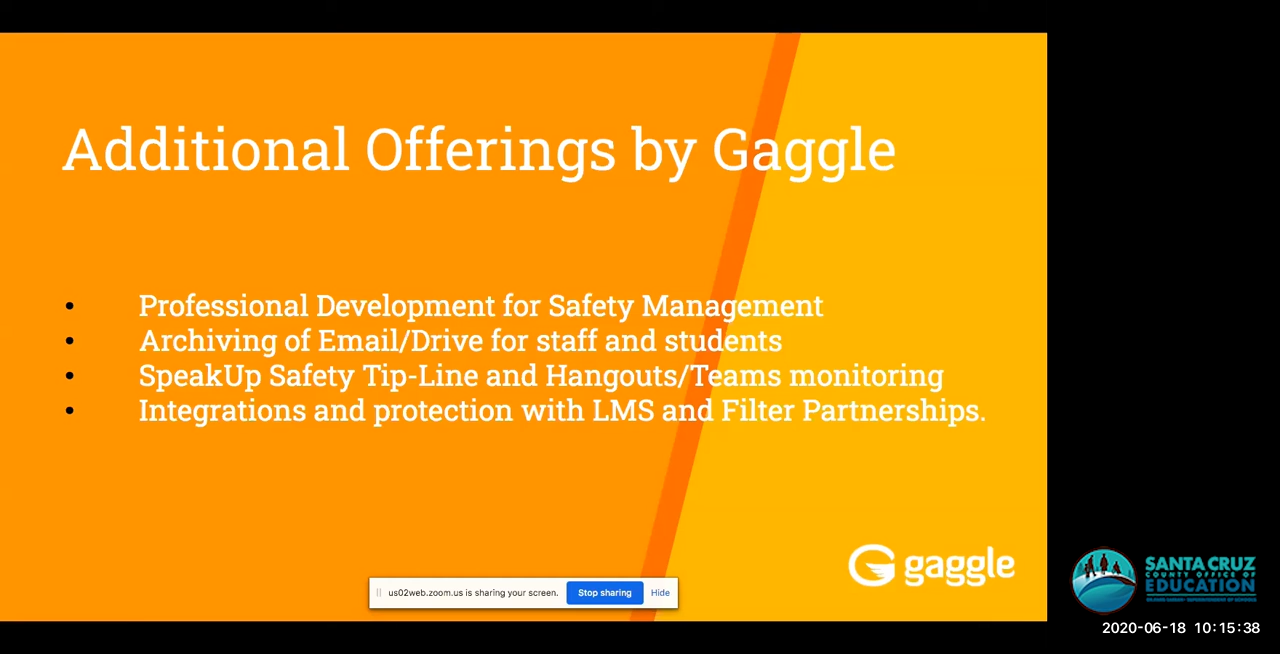 Additional Offerings by Gaggle
• Professional Development for Safety Management
• Archiving of Email/Drive for staff and students
• SpeakUp Safety Tip-Line and Hangouts/Teams monitoring
• Integrations and protection with LMS and Filter Partnerships.
gaggle
us02web.zoom.us is sharing your screen. Stop sharing Hide
SANTA CRUZ
COUNTY OFFICE OF
EDUCATION
2020-06-18 10:15:38